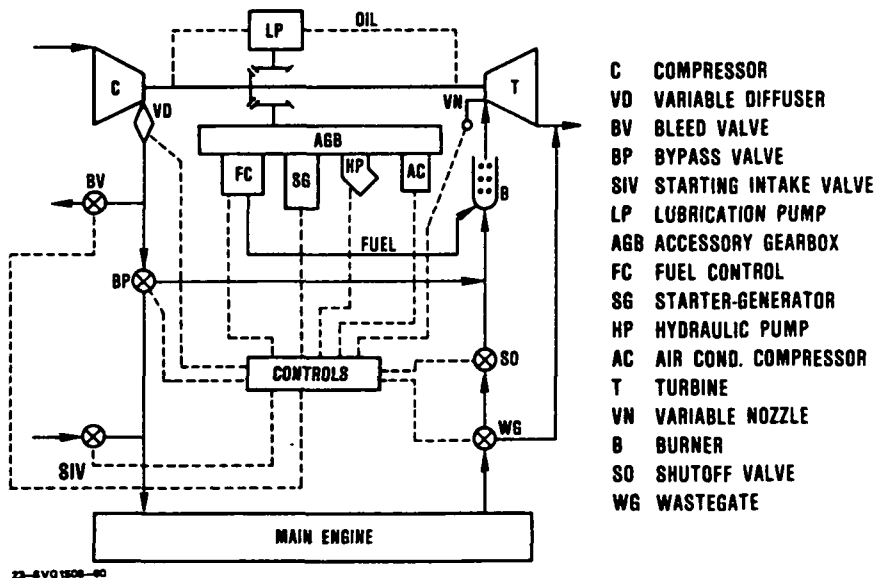 LP
OIL
C
T
VD
VN
AGB
FC
SG
HP
AC
B
BV
FUEL
BP
CONTROLS
SO
WG
SIV
MAIN ENGINE
C COMPRESSOR
VD VARIABLE DIFFUSER
BV BLEED VALVE
BP BYPASS VALVE
SIV STARTING INTAKE VALVE
LP LUBRICATION PUMP
AGB ACCESSORY GEARBOX
FC FUEL CONTROL
SG STARTER-GENERATOR
HP HYDRAULIC PUMP
AC AIR COND. COMPRESSOR
T TURBINE
VN VARIABLE NOZZLE
B BURNER
SO SHUTOFF VALVE
WG WASTEGATE